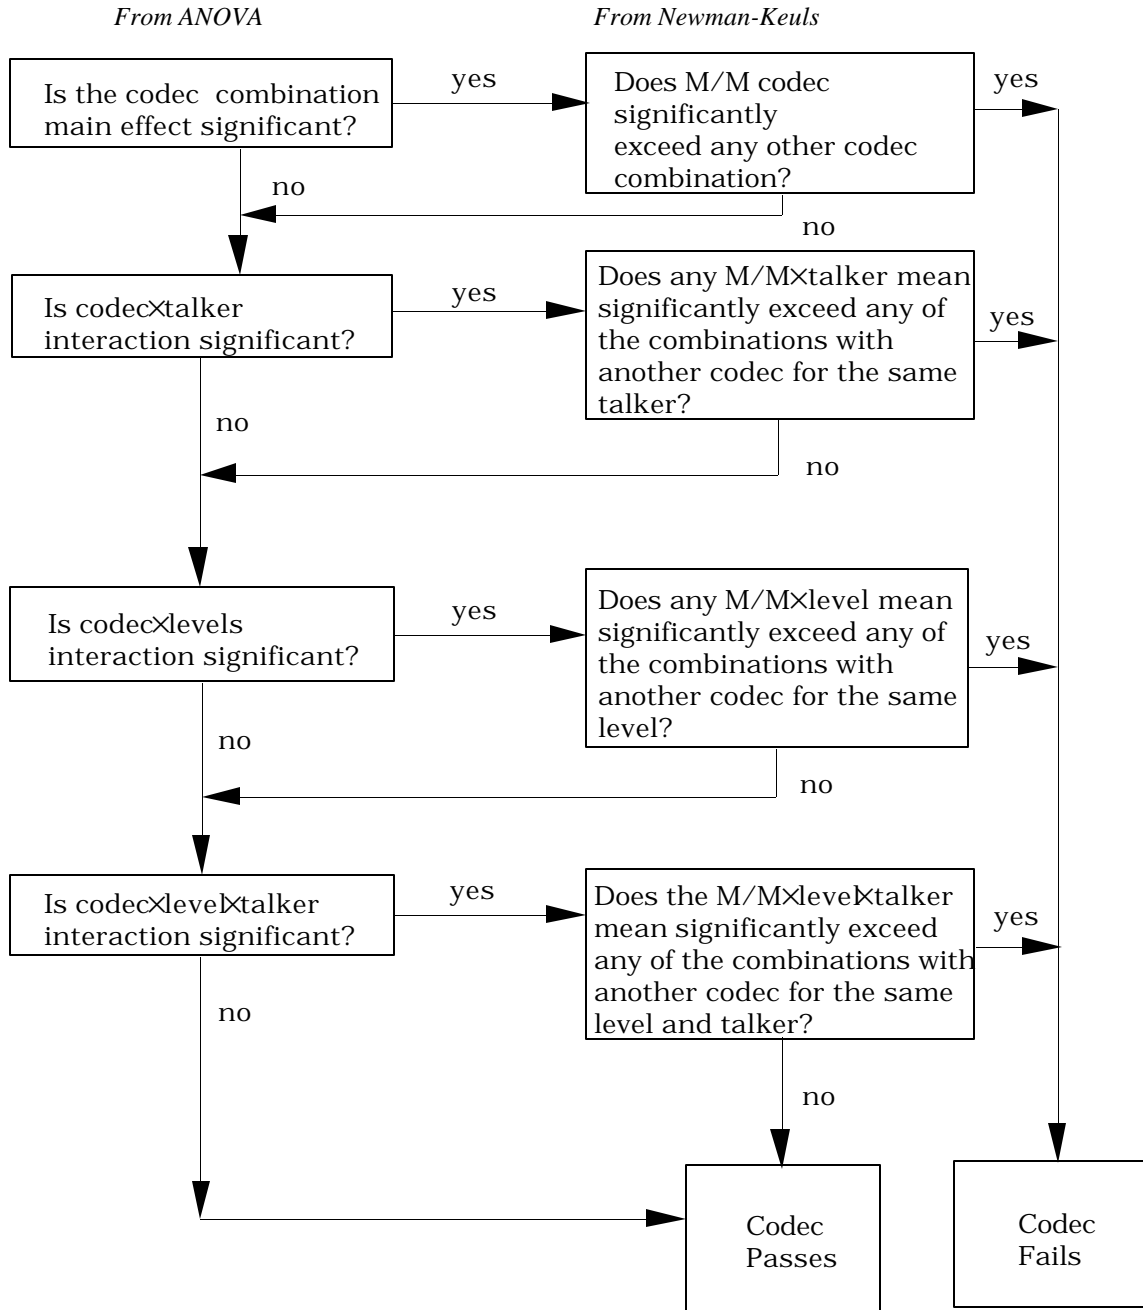 From ANOVA
From Newman-Keuls
Is the codec combination
main effect significant?
yes
Does M/M codec
significantly
exceed any other codec
combination?
yes
no
no
Is codec×talker
interaction significant?
yes
Does any M/M×talker mean
significantly exceed any of
the combinations with
another codec for the same
talker?
yes
no
no
Is codec×levels
interaction significant?
yes
Does any M/M×level mean
significantly exceed any of
the combinations with
another codec for the same
level?
yes
no
no
Is codec×level×talker
interaction significant?
yes
Does the M/M×level×talker
mean significantly exceed
any of the combinations with
another codec for the same
level and talker?
yes
no
no
Codec
Passes
Codec
Fails